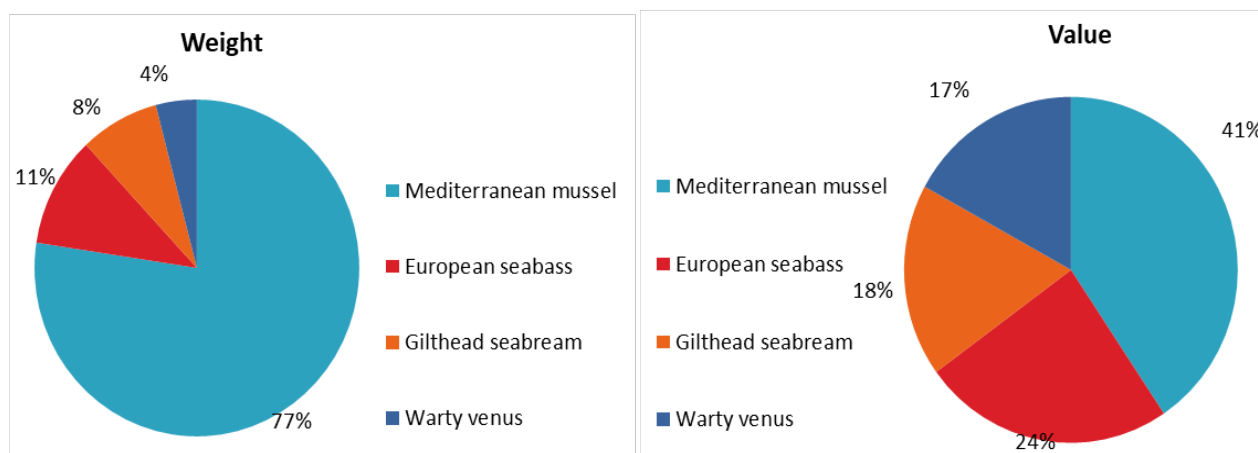 Weight
4%
8%
11%
77%
Mediterranean mussel
European seabass
Gilthead seabream
Warty venus
Value
17%
41%
18%
24%
Mediterranean mussel
European seabass
Gilthead seabream
Warty venus